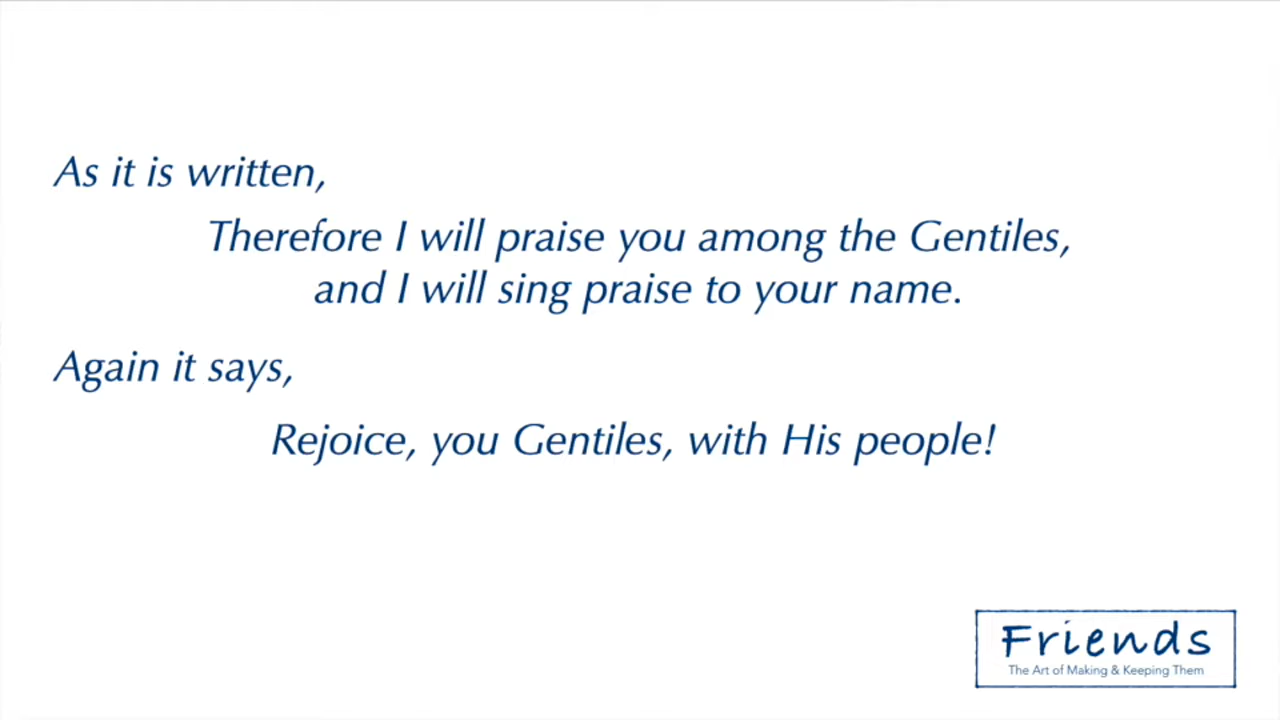 As it is written,
Therefore I will praise you among the Gentiles,
and I will sing praise to your name.
Again it says,
Rejoice, you Gentiles, with His people!
Friends
The Art of Making & Keeping Them